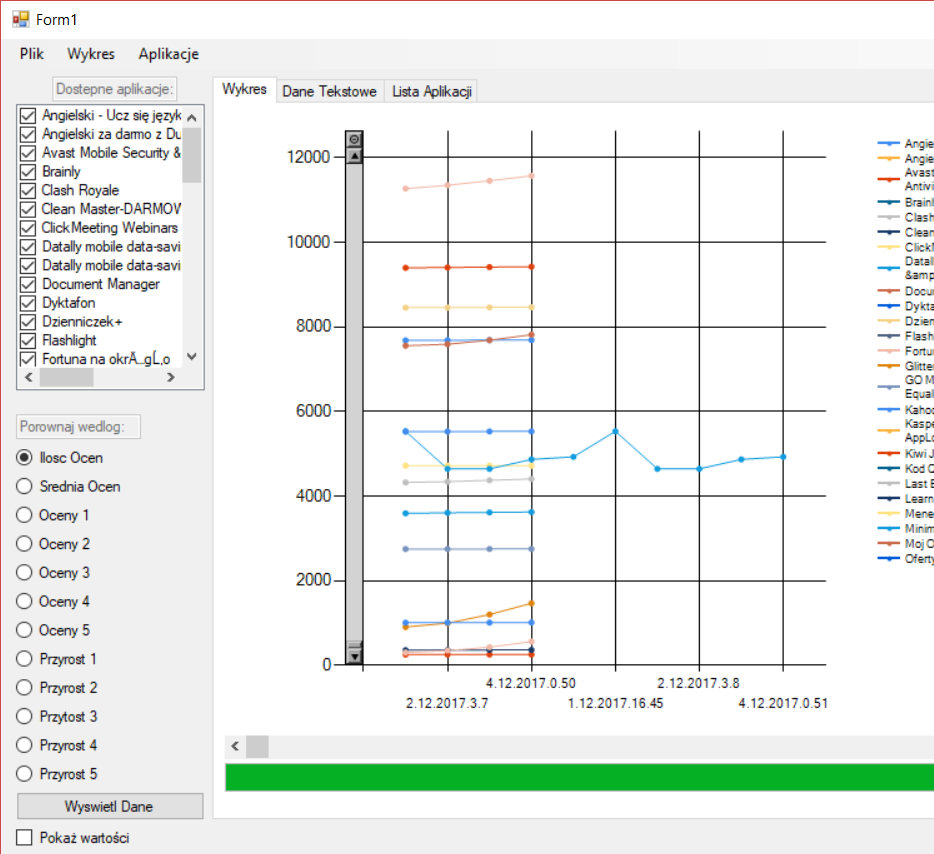 Form1
Plik Wykres Aplikacje
Dostepne aplikacje:
Angielski - Ucz się język
Angielski za darmo z Du
Avast Mobile Security &
Brainly
Clash Royale
Clean Master-DARMOW
ClickMeeting Webinars
Datally mobile data-savi
Datally mobile data-savi
Document Manager
Dyktafon
Dzienniczek+
Flashlight
Fortuna na okrÄ…gĹ‚o
Porownaj wedlog:
Ilosc Ocen
Srednia Ocen
Oceny 1
Oceny 2
Oceny 3
Oceny 4
Oceny 5
Przyrost 1
Przyrost 2
Przytost 3
Przyrost 4
Przyrost 5
Wyswietl Dane
Pokaż wartości
Wykres Dane Tekstowe Lista Aplikacji
12000
10000
8000
6000
4000
2000
0
4.12.2017.0.50 2.12.2017.3.8
2.12.2017.3.7 1.12.2017.16.45 4.12.2017.0.51
Angie
Angie
Avast
Antivi
Brainl
Clash
Clean
ClickM
Datall
&amp
Docu
Dykta
Dzien
Flash
Fortu
Glitte
GO M
Equal
Kaho
Kaspe
AppLo
Kiwi J
Kod O
Last E
Learn
Mene
Minim
Moj O
Oferty